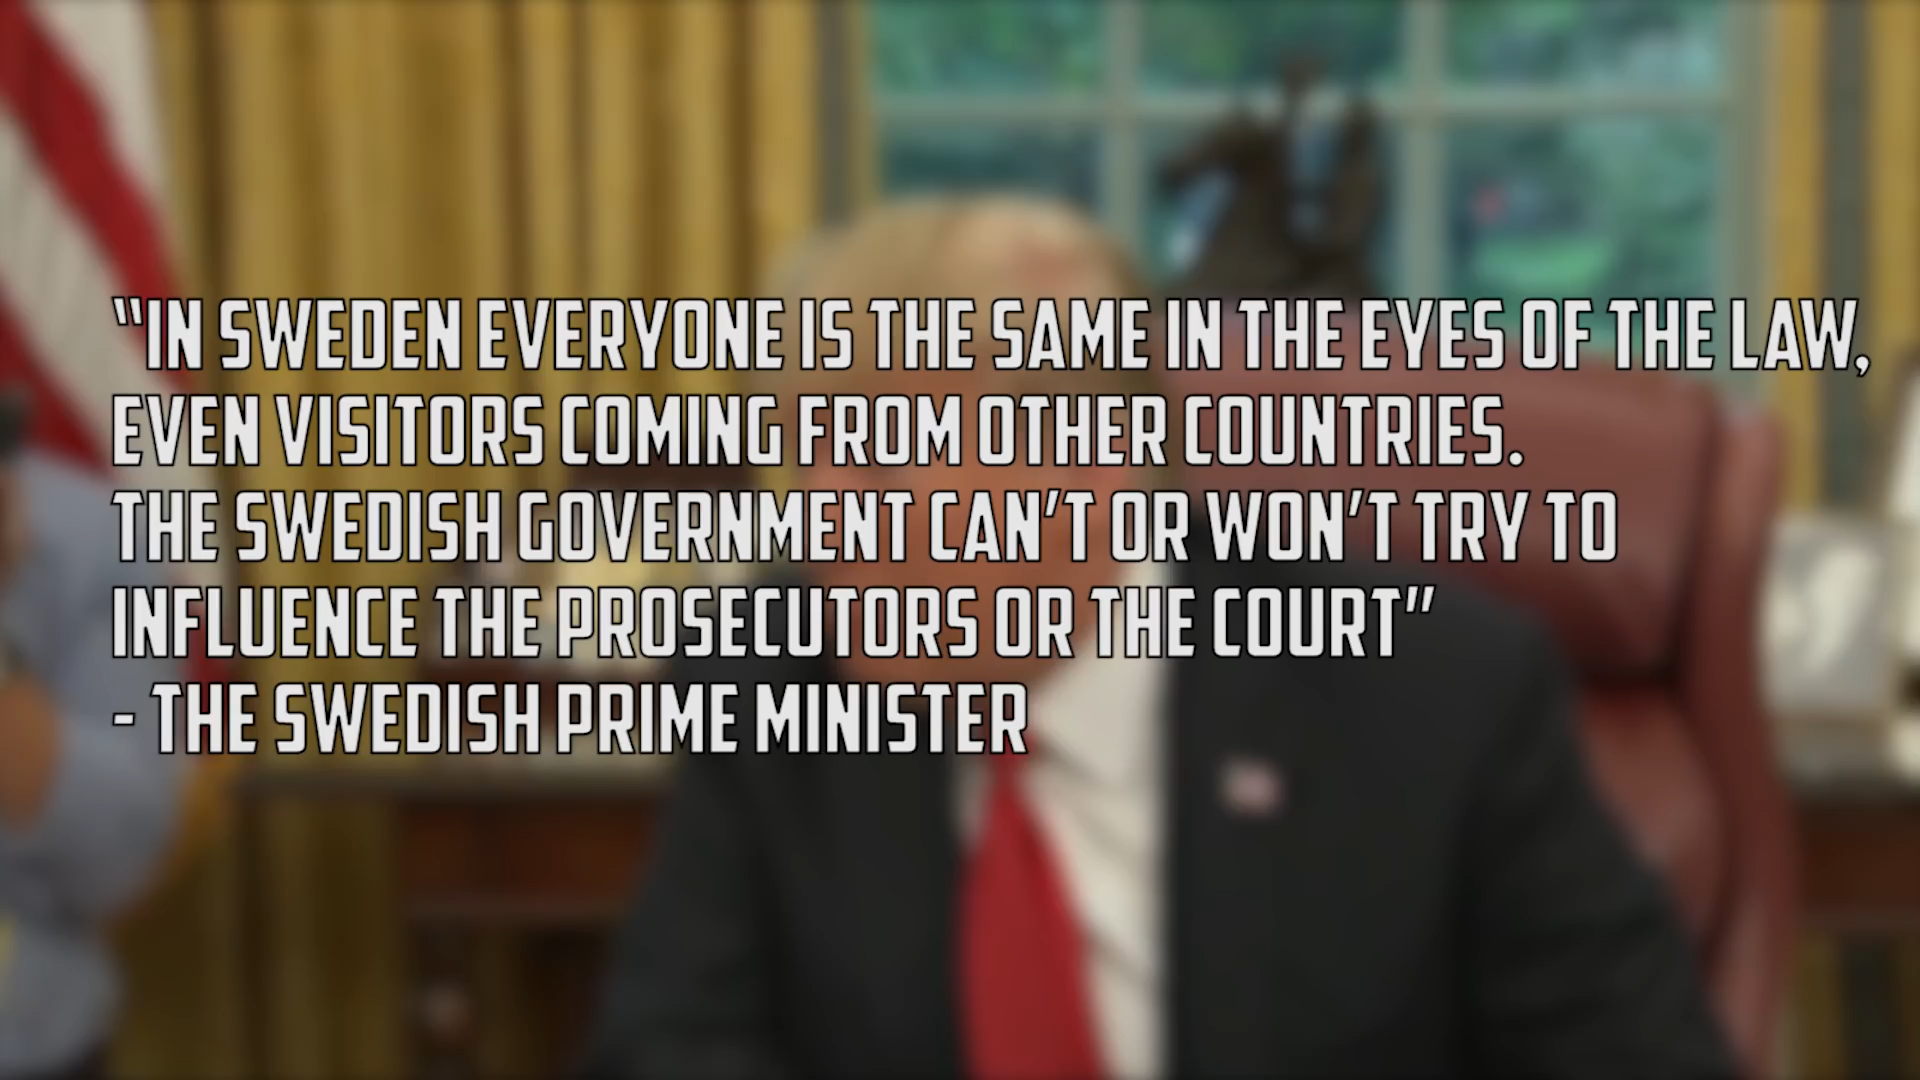 “IN SWEDEN EVERYONE IS THE SAME IN THE EYES OF THE LAW,
EVEN VISITORS COMING FROM OTHER COUNTRIES.
THE SWEDISH GOVERNMENT CAN’T OR WON’T TRY TO
INFLUENCE THE PROSECUTORS OR THE COURT”
- THE SWEDISH PRIME MINISTER